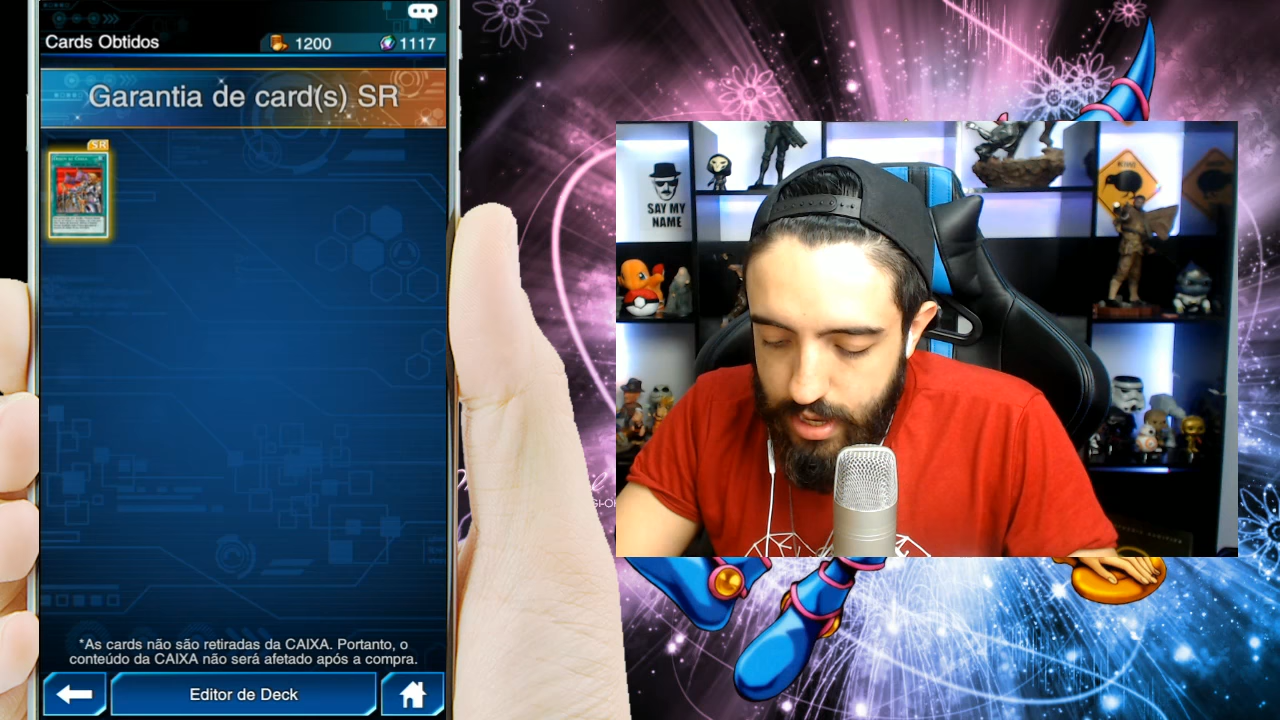 Cards Obtidos
1200
1117
Garantia de card(s) SR
SR
SAY MY
NAME
*As cards não são retiradas da CAIXA. Portanto, o
conteúdo da CAIXA não será afetado após a compra.
Editor de Deck